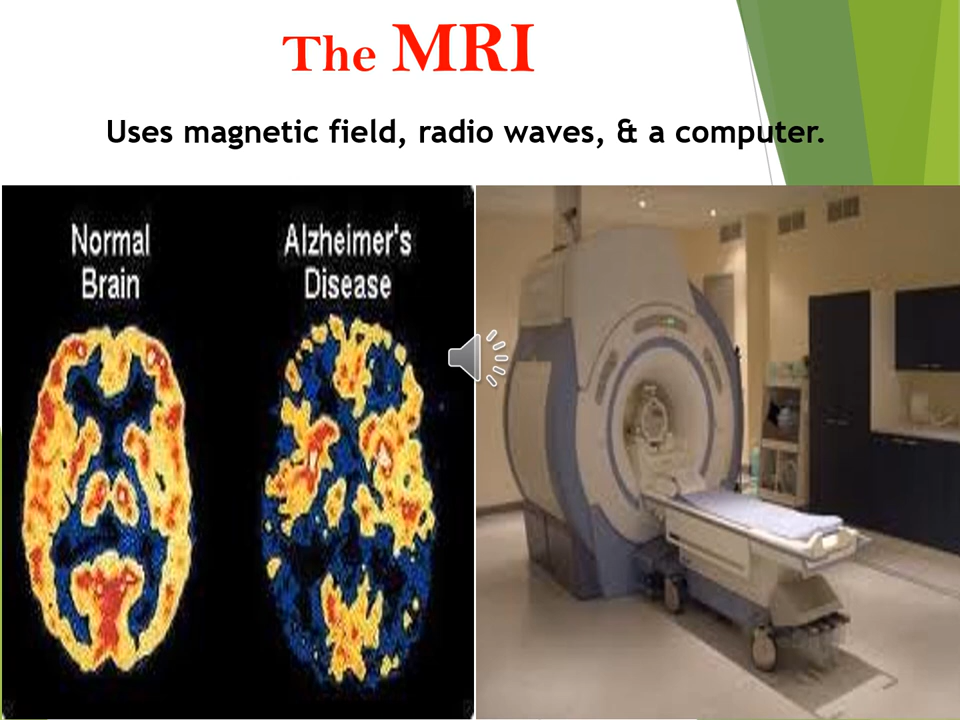 The MRI
Uses magnetic field, radio waves, & a computer.
Normal
Brain
Alzheimer's
Disease